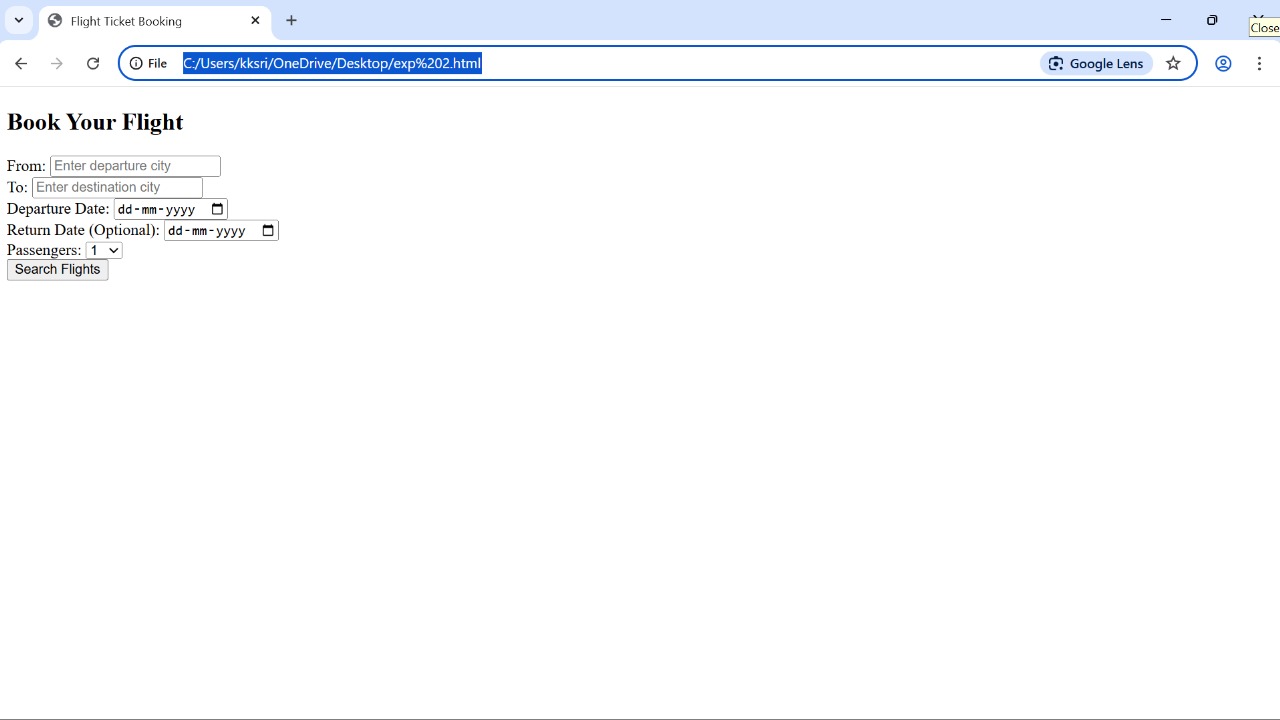 Flight Ticket Booking
Close
File C:/Users/kksri/OneDrive/Desktop/exp%202.html Google Lens
Book Your Flight
From: Enter departure city
To: Enter destination city
Departure Date: dd-mm-yyyy
Return Date (Optional): dd-mm-yyyy
Passengers: 1
Search Flights